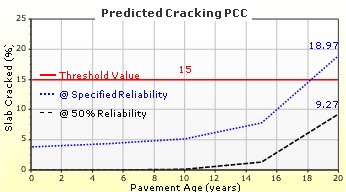 Predicted Cracking PCC
25
20
15
10
5
0
Slab Cracked (%)
18.97
15
Threshold Value
@ Specified Reliability
9.27
@ 50% Reliability
0 2 4 6 8 10 12 14 16 18 20
Pavement Age (years)